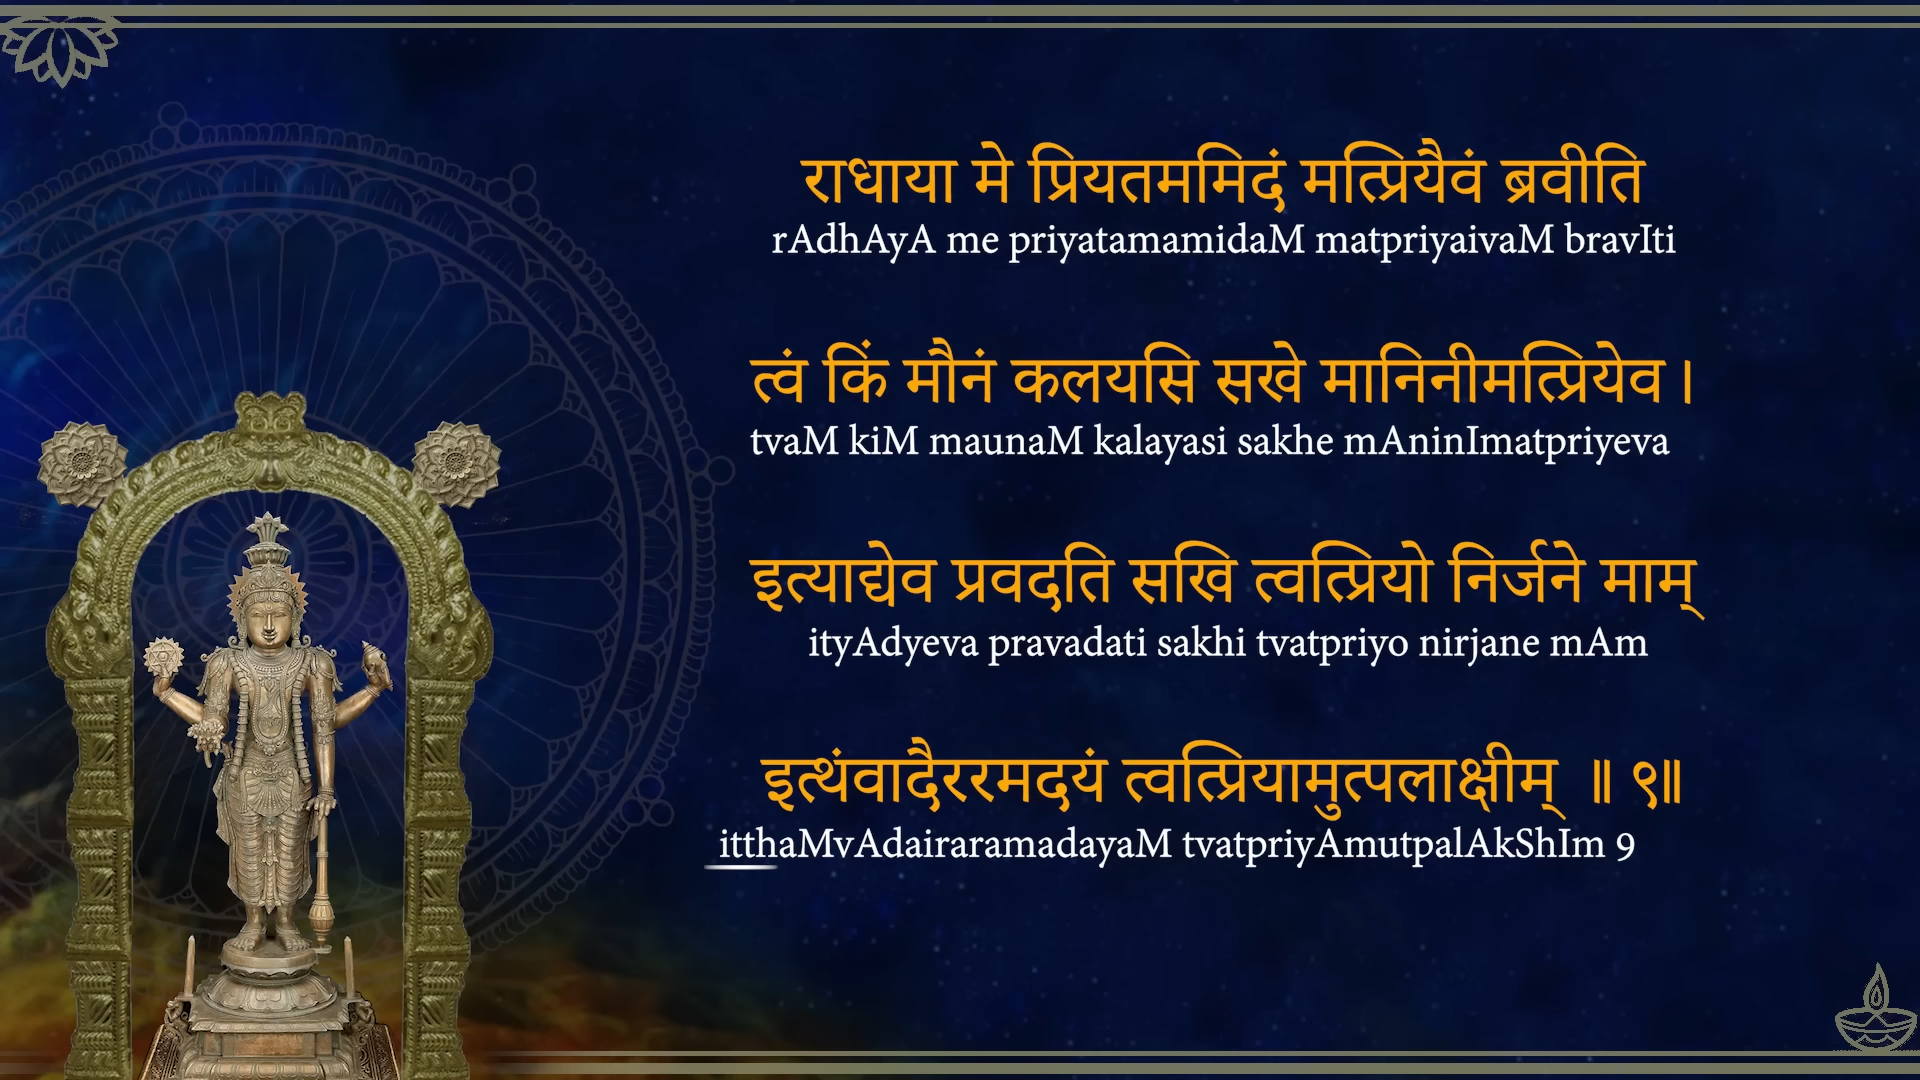 राधाया मे प्रियतममिदं मत्प्रियैवं ब्रवीति
rAdhAyA me priyatamamidaM matpriyaivaM bravIti
त्वं किं मौनं कलयसि सखे मानिनीमत्प्रियेव ।
tvaM kiM maunaM kalayasi sakhe mAninImatpriyeva
इत्याद्येव प्रवदति सखि त्वत्प्रियो निर्जने माम्
ityAdyeva pravadati sakhi tvatpriyo nirjane mAm
इत्थंवादैररमदयं त्वत्प्रियामुत्पलाक्षीम् ॥ ९॥
itthaMvAdairaramadayaM tvatpriyAmutpalAkShIm 9